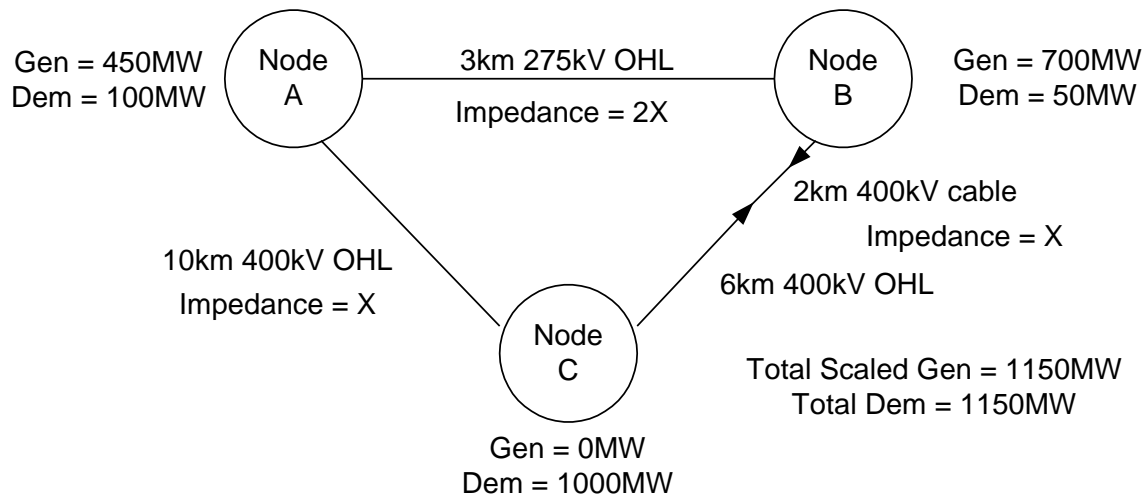 Gen = 450MW
Dem = 100MW
Node
A
3km 275kV OHL
Impedance = 2X
Node
B
Gen = 700MW
Dem = 50MW
2km 400kV cable
Impedance = X
10km 400kV OHL
Impedance = X
6km 400kV OHL
Node
C
Total Scaled Gen = 1150MW
Total Dem = 1150MW
Gen = 0MW
Dem = 1000MW